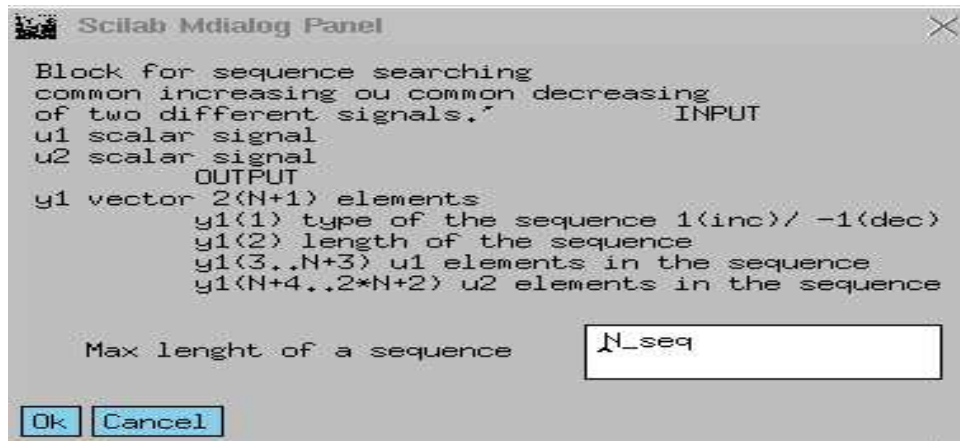 Scilab Mdialog Panel
Block for sequence searching
common increasing ou common decreasing
of two different signals.´ INPUT
u1 scalar signal
u2 scalar signal
OUTPUT
y1 vector 2(N+1) elements
y1(1) type of the sequence 1(inc)/ -1(dec)
y1(2) length of the sequence
y1(3..N+3) u1 elements in the sequence
y1(N+4..2*N+2) u2 elements in the sequence
Max lenght of a sequence N_seq
Ok Cancel